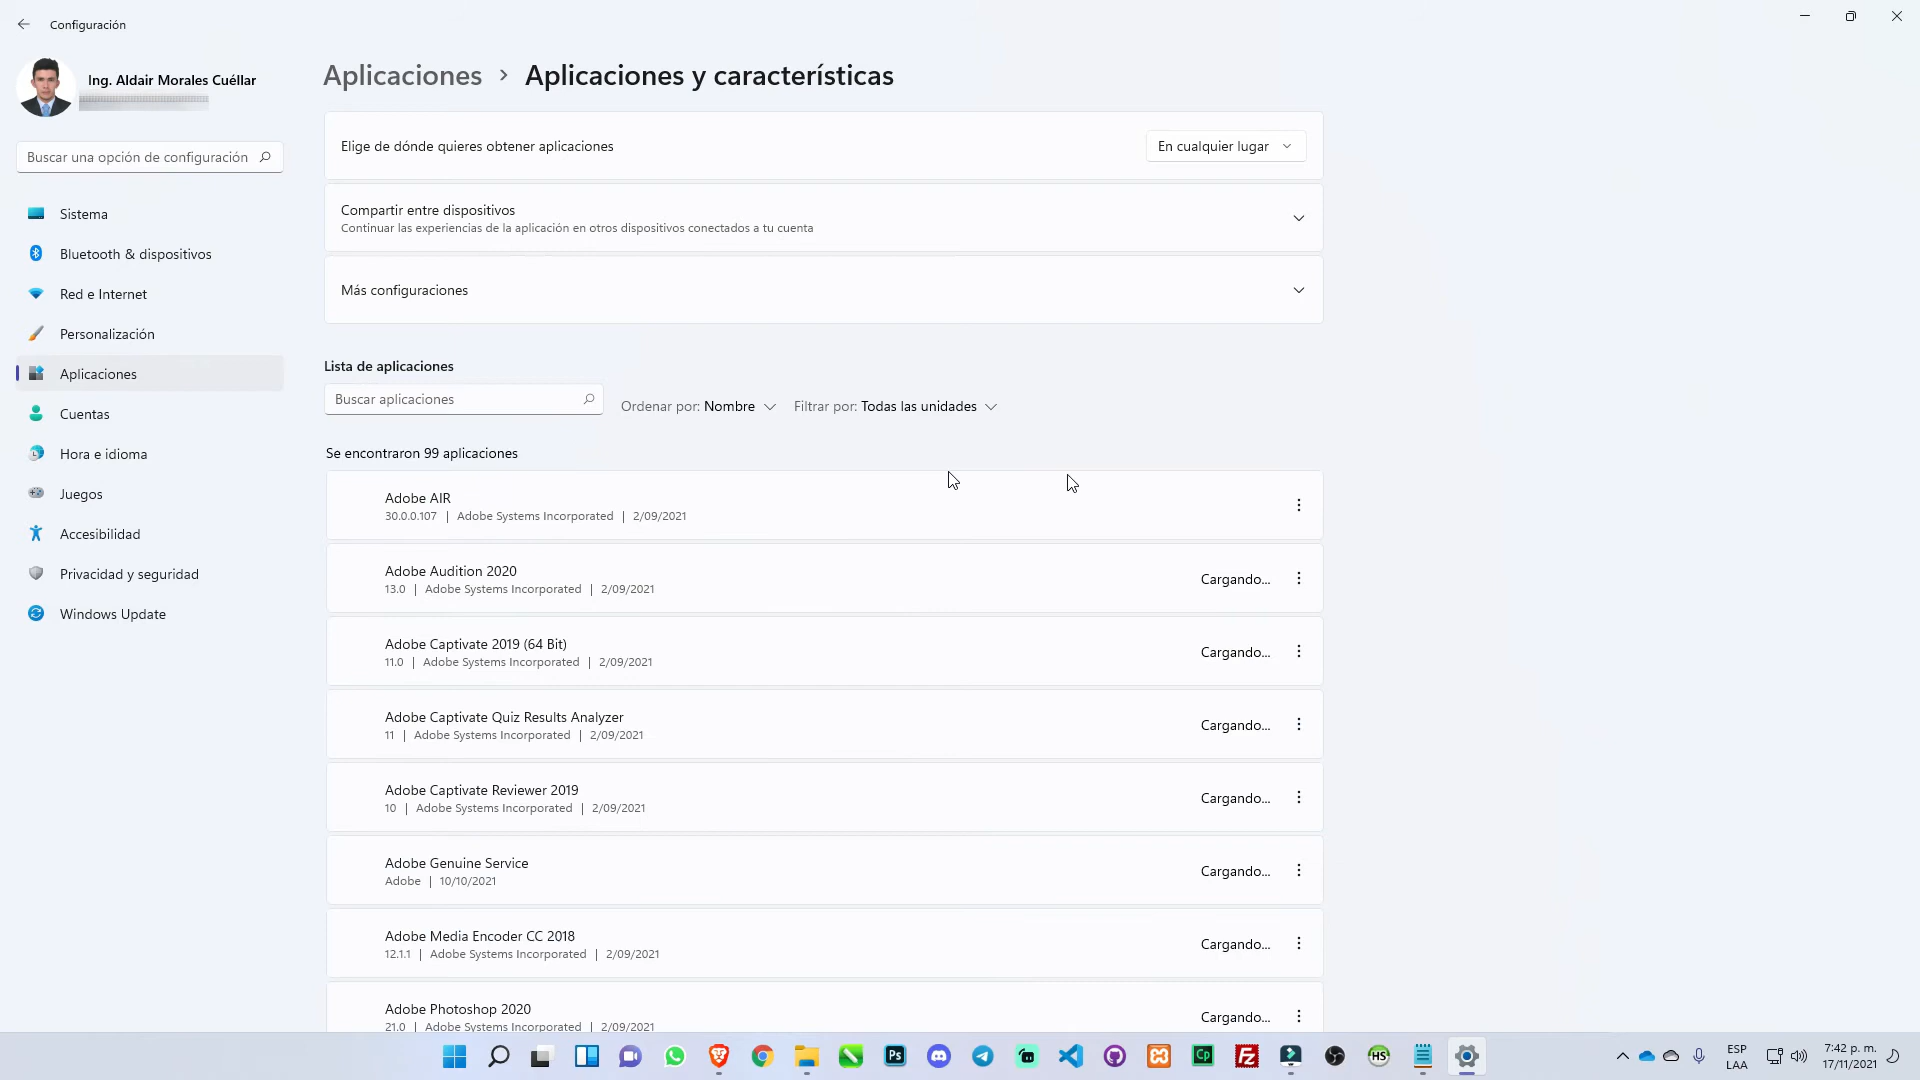 Configuración
Ing. Aldair Morales Cuéllar
Buscar una opción de configuración
Sistema
Bluetooth & dispositivos
Red e Internet
Personalización
Aplicaciones
Cuentas
Hora e idioma
Juegos
Accesibilidad
Privacidad y seguridad
Windows Update
Aplicaciones > Aplicaciones y características
Elige de dónde quieres obtener aplicaciones
En cualquier lugar
Compartir entre dispositivos
Continuar las experiencias de la aplicación en otros dispositivos conectados a tu cuenta
Más configuraciones
Lista de aplicaciones
Buscar aplicaciones
Ordenar por: Nombre
Filtrar por: Todas las unidades
Se encontraron 99 aplicaciones
Adobe AIR
30.0.0.107 | Adobe Systems Incorporated | 2/09/2021
Adobe Audition 2020
13.0 | Adobe Systems Incorporated | 2/09/2021
Cargando...
Adobe Captivate 2019 (64 Bit)
11.0 | Adobe Systems Incorporated | 2/09/2021
Cargando...
Adobe Captivate Quiz Results Analyzer
11 | Adobe Systems Incorporated | 2/09/2021
Cargando...
Adobe Captivate Reviewer 2019
10 | Adobe Systems Incorporated | 2/09/2021
Cargando...
Adobe Genuine Service
Adobe | 10/10/2021
Cargando...
Adobe Media Encoder CC 2018
12.1.1 | Adobe Systems Incorporated | 2/09/2021
Cargando...
Adobe Photoshop 2020
21.0 | Adobe Systems Incorporated | 2/09/2021
Cargando...
Ps
Cp
FZ
HS
ESP
LAA
7:42 p. m.
17/11/2021